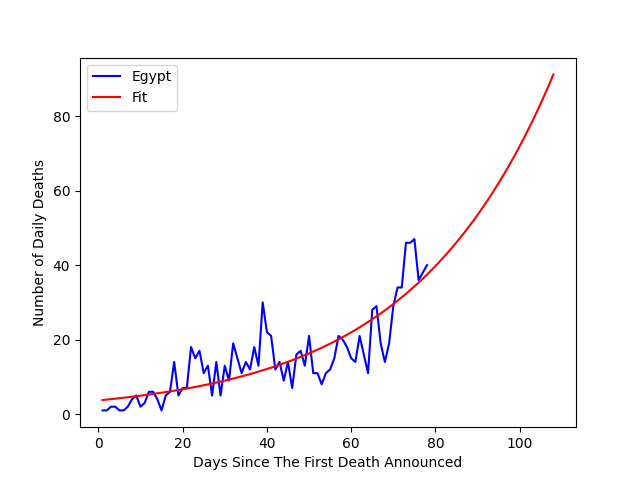 Egypt
Fit
Number of Daily Deaths
80
60
40
20
0
0 20 40 60 80 100
Days Since The First Death Announced